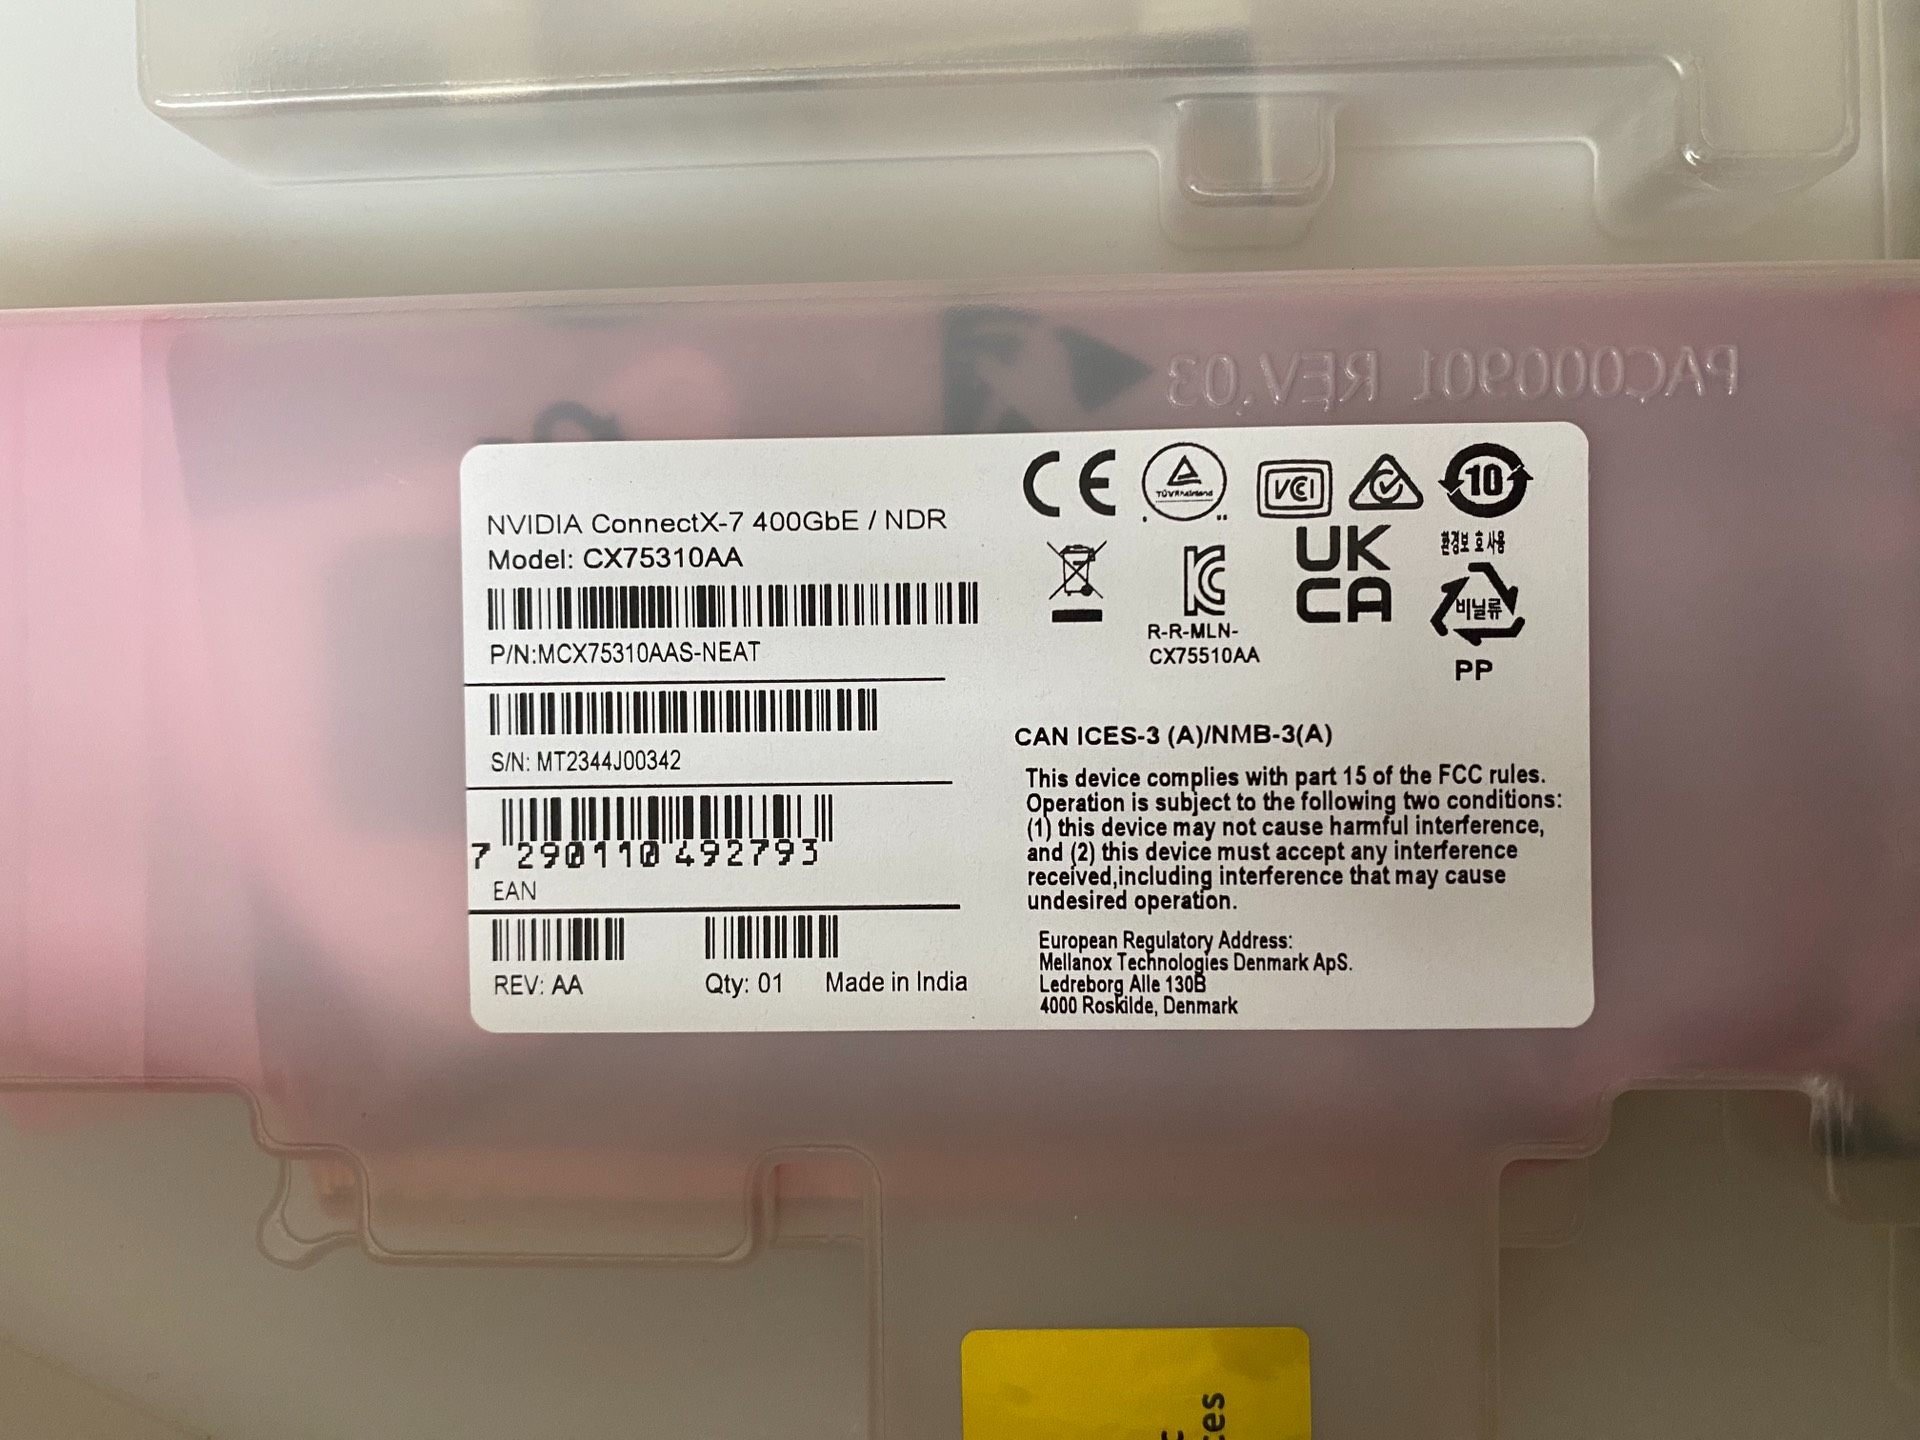 PAC000901 REV.03
NVIDIA ConnectX-7 400GbE / NDR
Model: CX75310AA
P/N:MCX75310AAS-NEAT
S/N: MT2344J00342
7 290110 492793
EAN
REV: AA
Qty: 01
Made in India
CE
TÜVRheinland
VCI
10
환경보호사용
R-R-MLN-
CX75510AA
UK
CA
비닐류
PP
CAN ICES-3 (A)/NMB-3(A)
This device complies with part 15 of the FCC rules.
Operation is subject to the following two conditions:
(1) this device may not cause harmful interference,
and (2) this device must accept any interference
received,including interference that may cause
undesired operation.
European Regulatory Address:
Mellanox Technologies Denmark ApS.
Ledreborg Alle 130B
4000 Roskilde, Denmark